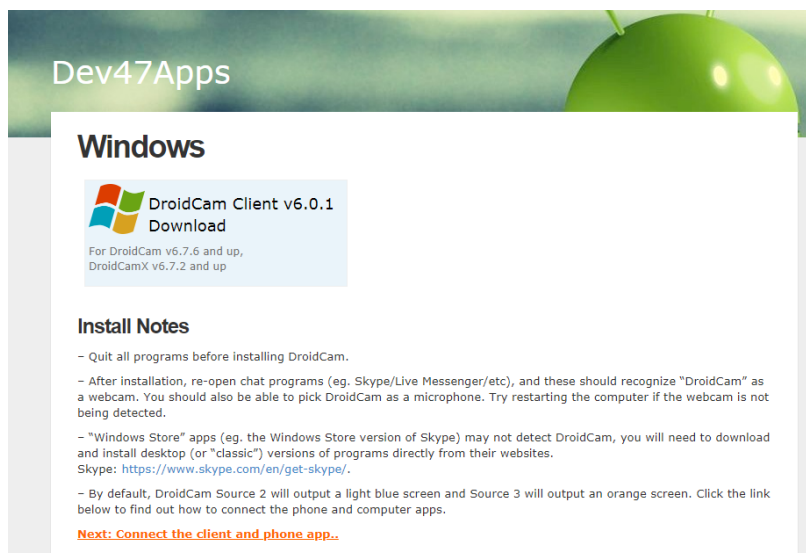 Dev47Apps
Windows
DroidCam Client v6.0.1
Download
For DroidCam v6.7.6 and up,
DroidCamX v6.7.2 and up
Install Notes
– Quit all programs before installing DroidCam.
– After installation, re-open chat programs (eg. Skype/Live Messenger/etc), and these should recognize “DroidCam” as
a webcam. You should also be able to pick DroidCam as a microphone. Try restarting the computer if the webcam is not
being detected.
– “Windows Store” apps (eg. the Windows Store version of Skype) may not detect DroidCam, you will need to download
and install desktop (or “classic”) versions of programs directly from their websites.
Skype: https://www.skype.com/en/get-skype/.
– By default, DroidCam Source 2 will output a light blue screen and Source 3 will output an orange screen. Click the link
below to find out how to connect the phone and computer apps.
Next: Connect the client and phone app..